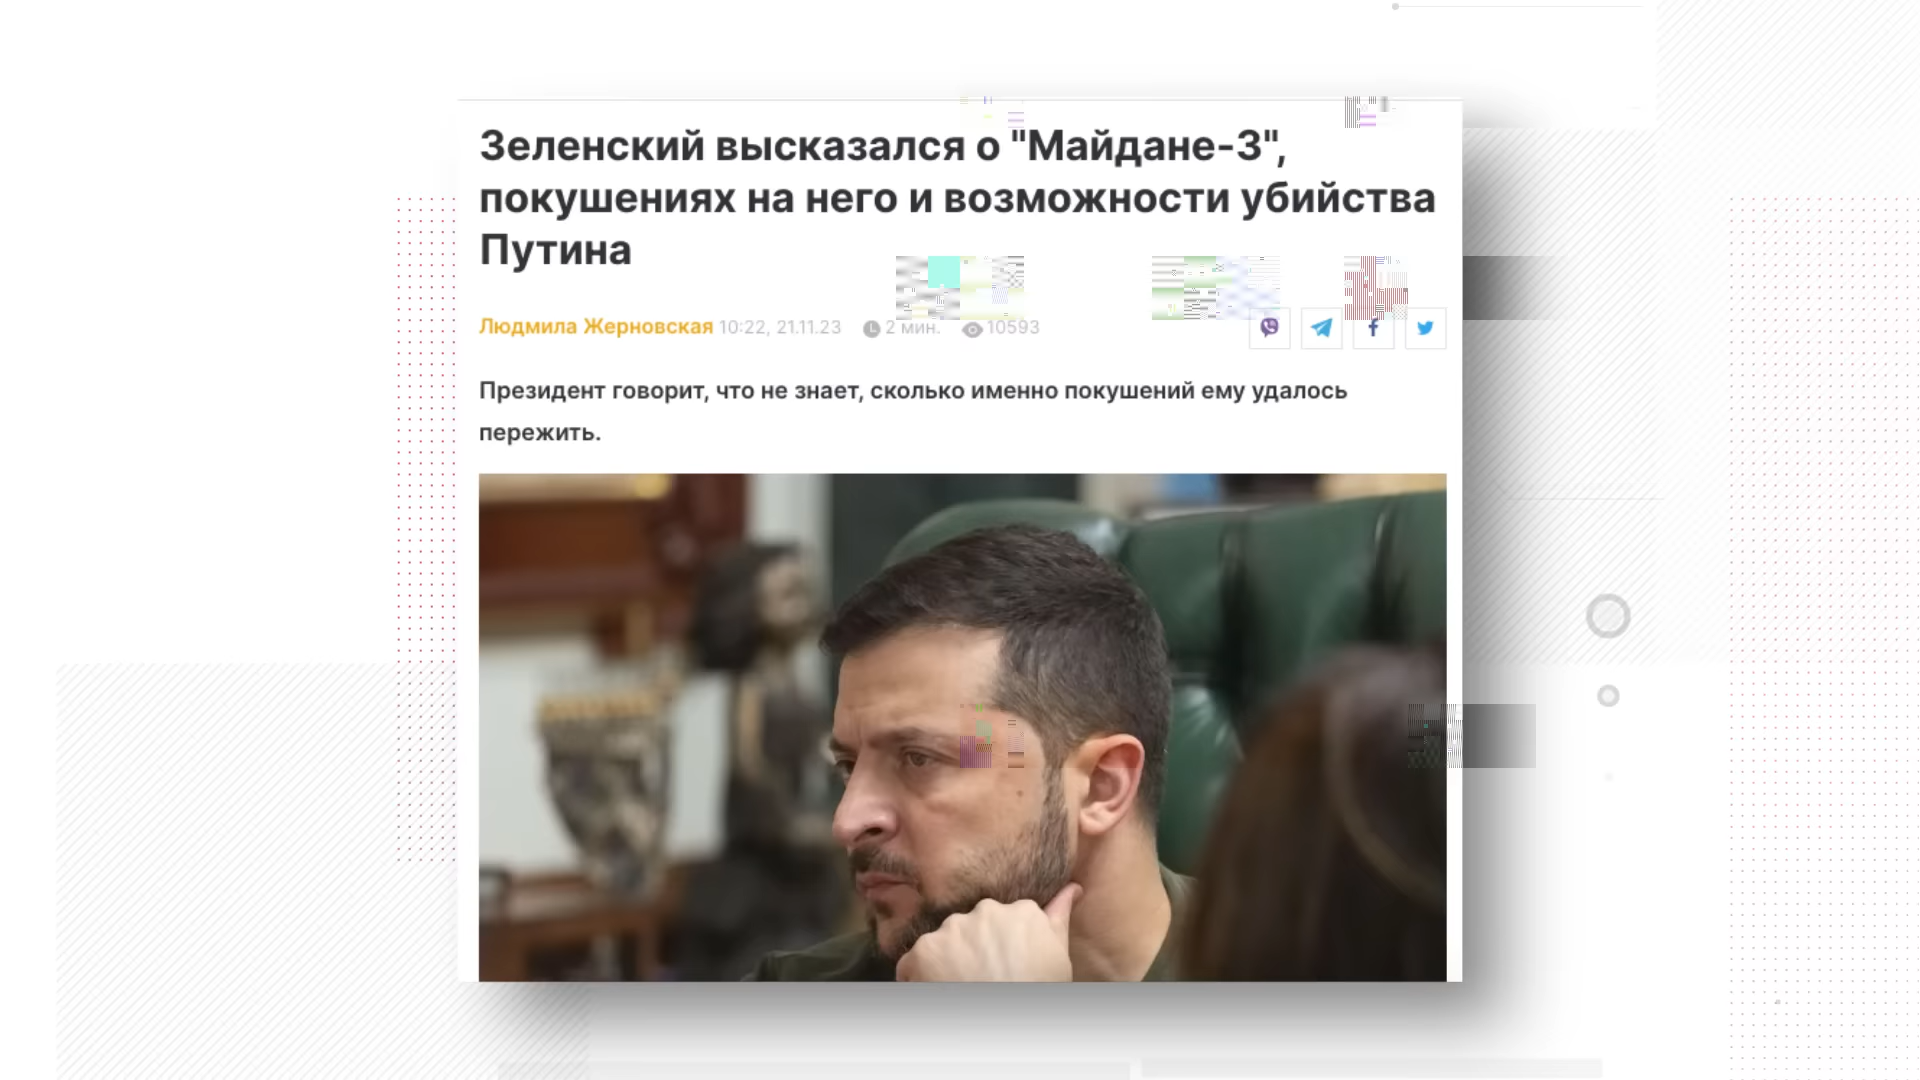 Зеленский высказался о "Майдане-3",
покушениях на него и возможности убийства
Путина
Людмила Жерновская 10:22, 21.11.23 2 мин. 10593
Президент говорит, что не знает, сколько именно покушений ему удалось
пережить.